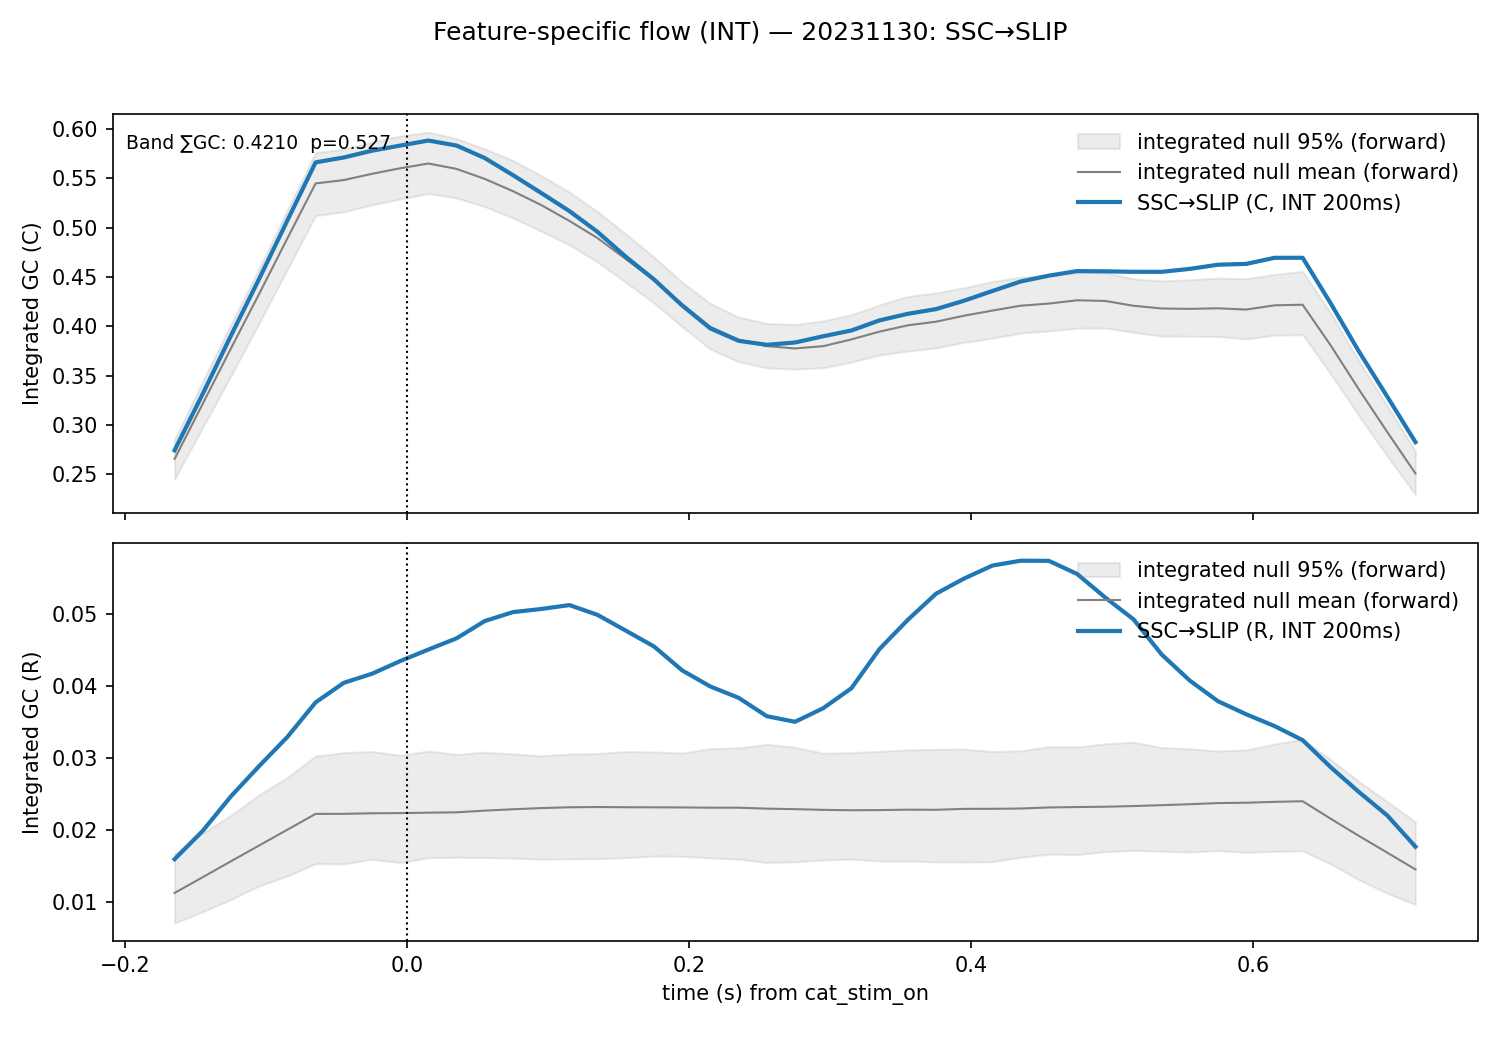 Feature-specific flow (INT) — 20231130: SSC→SLIP
Band ∑GC: 0.4210  p=0.527
integrated null 95% (forward)
integrated null mean (forward)
SSC→SLIP (C, INT 200ms)
Integrated GC (C)
0.60
0.55
0.50
0.45
0.40
0.35
0.30
0.25
integrated null 95% (forward)
integrated null mean (forward)
SSC→SLIP (R, INT 200ms)
Integrated GC (R)
0.05
0.04
0.03
0.02
0.01
−0.2 0.0 0.2 0.4 0.6
time (s) from cat_stim_on